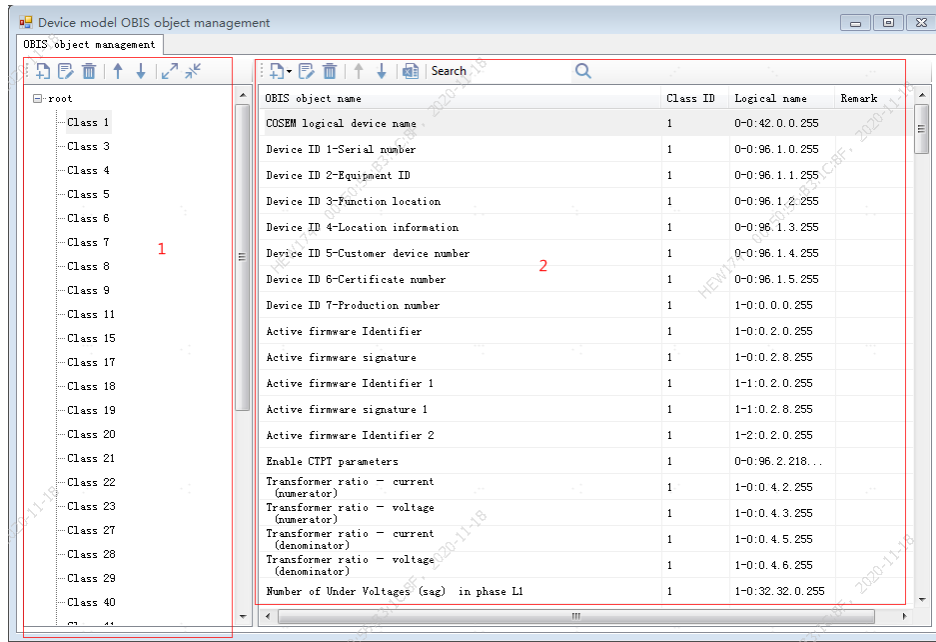 Device model OBIS object management
OBIS object management
Search
root
Class 1
Class 3
Class 4
Class 5
Class 6
Class 7
Class 8
Class 9
Class 11
Class 15
Class 17
Class 18
Class 19
Class 20
Class 21
Class 22
Class 23
Class 27
Class 28
Class 29
Class 40
1
OBIS object name Class ID Logical name Remark
COSEM logical device name 1 0-0:42.0.0.255
Device ID 1-Serial number 1 0-0:96.1.0.255
Device ID 2-Equipment ID 1 0-0:96.1.1.255
Device ID 3-Function location 1 0-0:96.1.2.255
Device ID 4-Location information 1 0-0:96.1.3.255
Device ID 5-Customer device number 1 0-0:96.1.4.255
2
Device ID 6-Certificate number 1 0-0:96.1.5.255
Device ID 7-Production number 1 1-0:0.0.0.255
Active firmware Identifier 1 1-0:0.2.0.255
Active firmware signature 1 1-0:0.2.8.255
Active firmware Identifier 1 1 1-1:0.2.0.255
Active firmware signature 1 1 1-1:0.2.8.255
Active firmware Identifier 2 1 1-2:0.2.0.255
Enable CTPT parameters 1 0-0:96.2.218...
Transformer ratio - current
(numerator) 1 1-0:0.4.2.255
Transformer ratio - voltage
(numerator) 1 1-0:0.4.3.255
Transformer ratio - current
(denominator) 1 1-0:0.4.5.255
Transformer ratio - voltage
(denominator) 1 1-0:0.4.6.255
Number of Under Voltages (sag) in phase L1 1 1-0:32.32.0.255